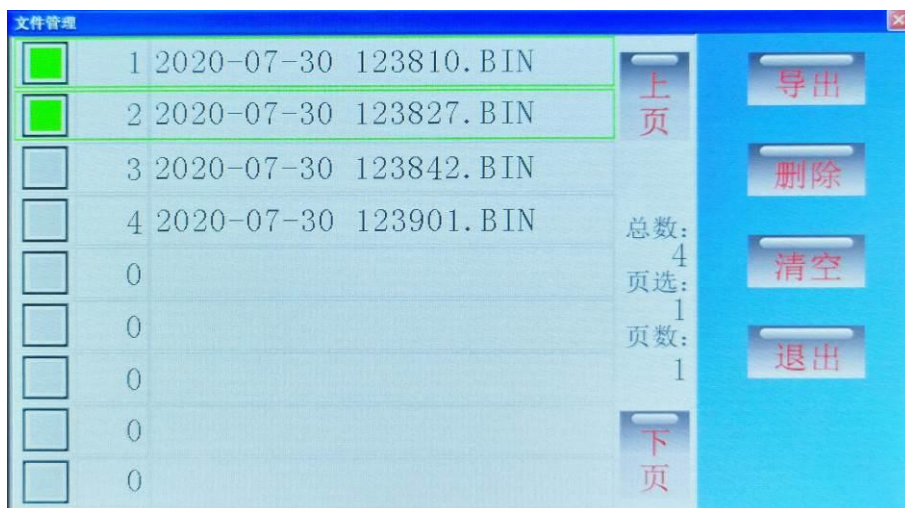 文件管理
1 2020-07-30 123810.BIN
2 2020-07-30 123827.BIN
3 2020-07-30 123842.BIN
4 2020-07-30 123901.BIN
0
0
0
0
0
上页
总数:
4
页选:
1
页数:
1
下页
导出
删除
清空
退出